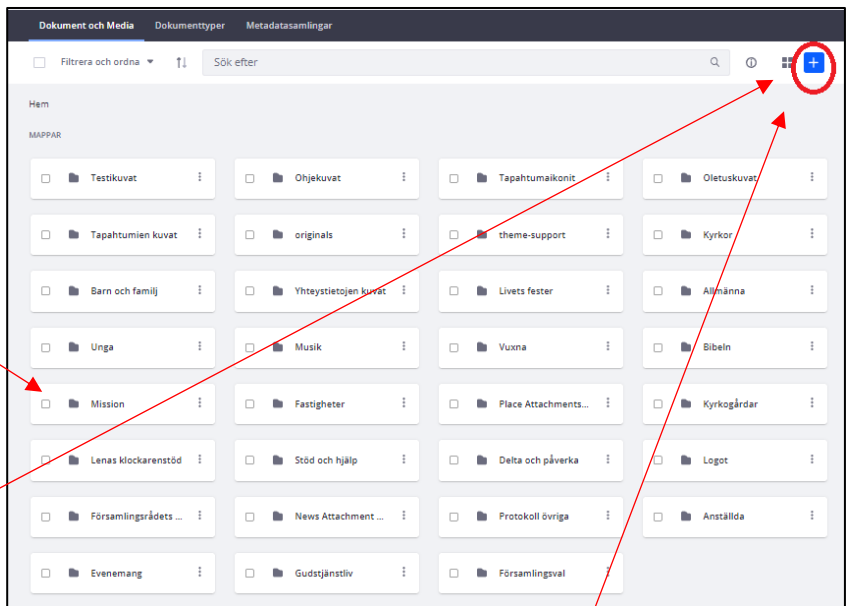 Dokument och Media Dokumenttyper Metadatasamlingar
Filtrera och ordna Sök efter
Hem
MAPPAR
Testikuvat Ohjekuvat Tapahtumaikonit Oletuskuvat
Tapahtumien kuvat originals theme-support Kyrkor
Barn och familj Yhteystietojen kuvat Livets fester Allmänna
Unga Musik Vuxna Bibeln
Mission Fastigheter Place Attachments... Kyrkogårdar
Lenas klockarenstöd Stöd och hjälp Delta och påverka Logot
Församlingsrådets ... News Attachment ... Protokoll övriga Anställda
Evenemang Gudstjänstliv Församlingsval